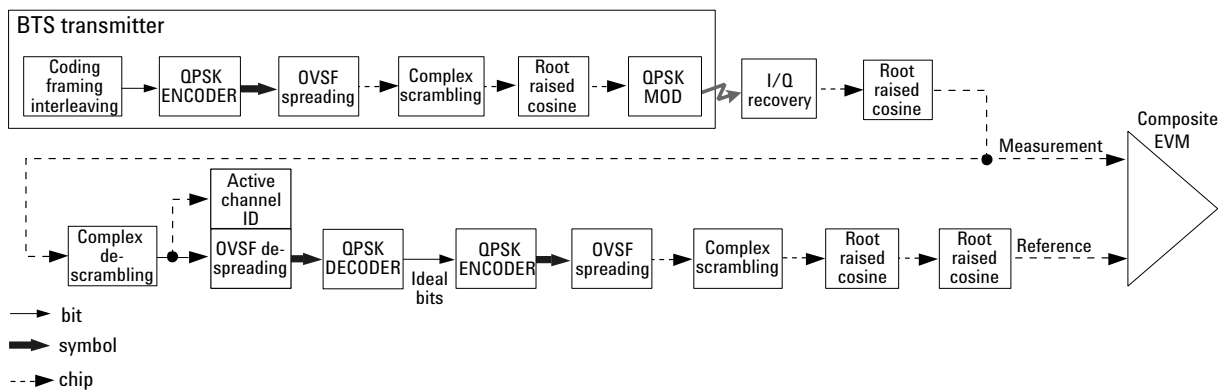 BTS transmitter
Coding
framing
interleaving
QPSK
ENCODER
OVSF
spreading
Complex
scrambling
Root
raised
cosine
QPSK
MOD
I/Q
recovery
Root
raised
cosine
Composite
EVM
Measurement
Active
channel
ID
Complex
de-
scrambling
OVSF de-
spreading
QPSK
DECODER
Ideal
bits
QPSK
ENCODER
OVSF
spreading
Complex
scrambling
Root
raised
cosine
Root
raised
cosine
Reference
bit
symbol
chip